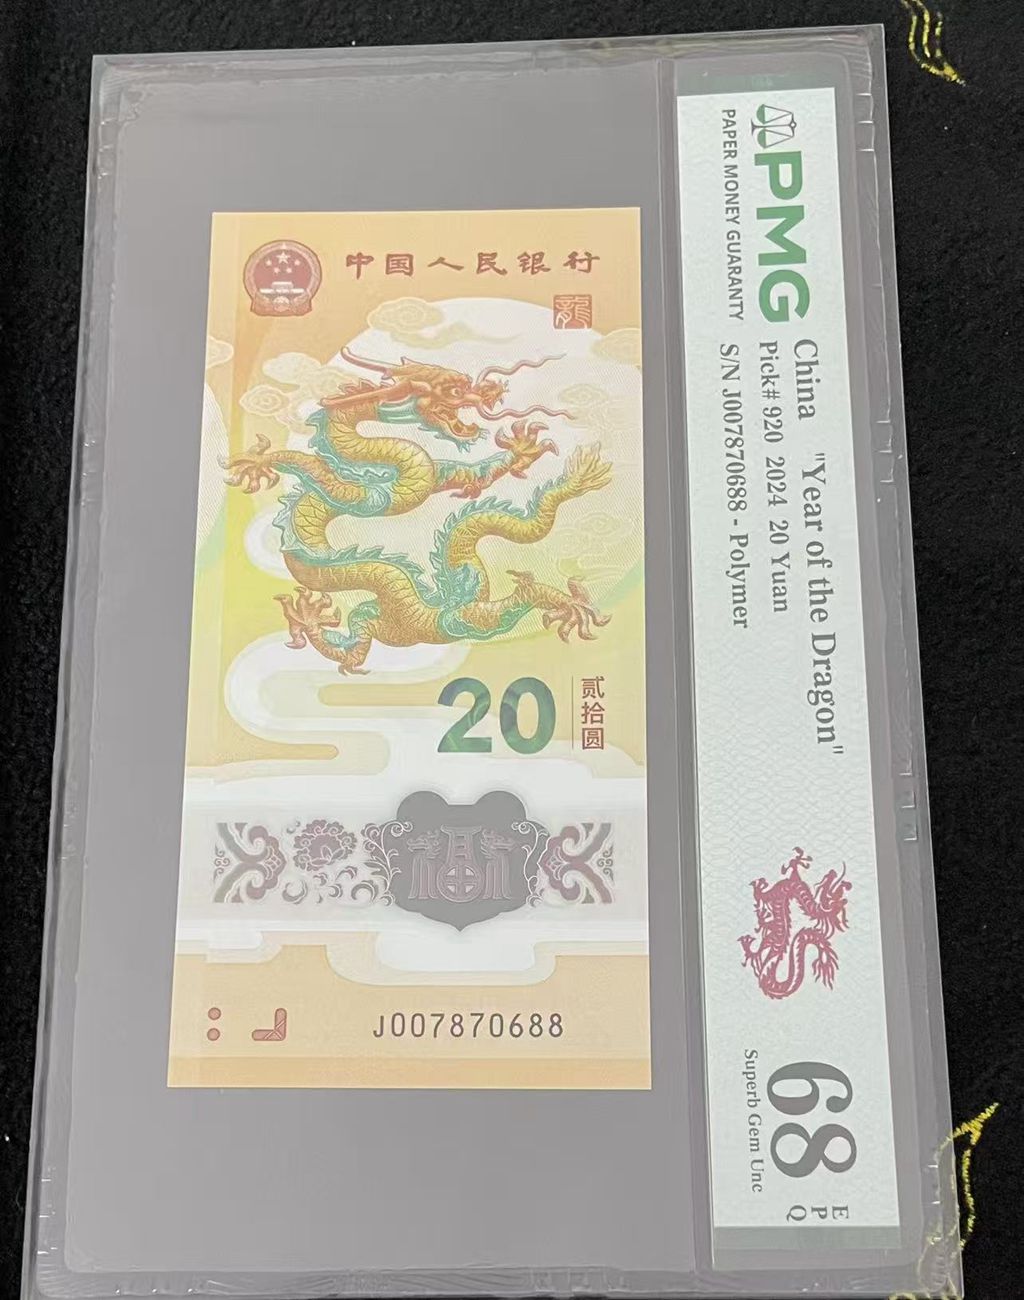 中国人民银行
龍
20
贰拾圆
J007870688
PMG
PAPER MONEY GUARANTY
China "Year of the Dragon"
Pick# 920 2024 20 Yuan
S/N J007870688 - Polymer
68
EPQ
Superb Gem Unc